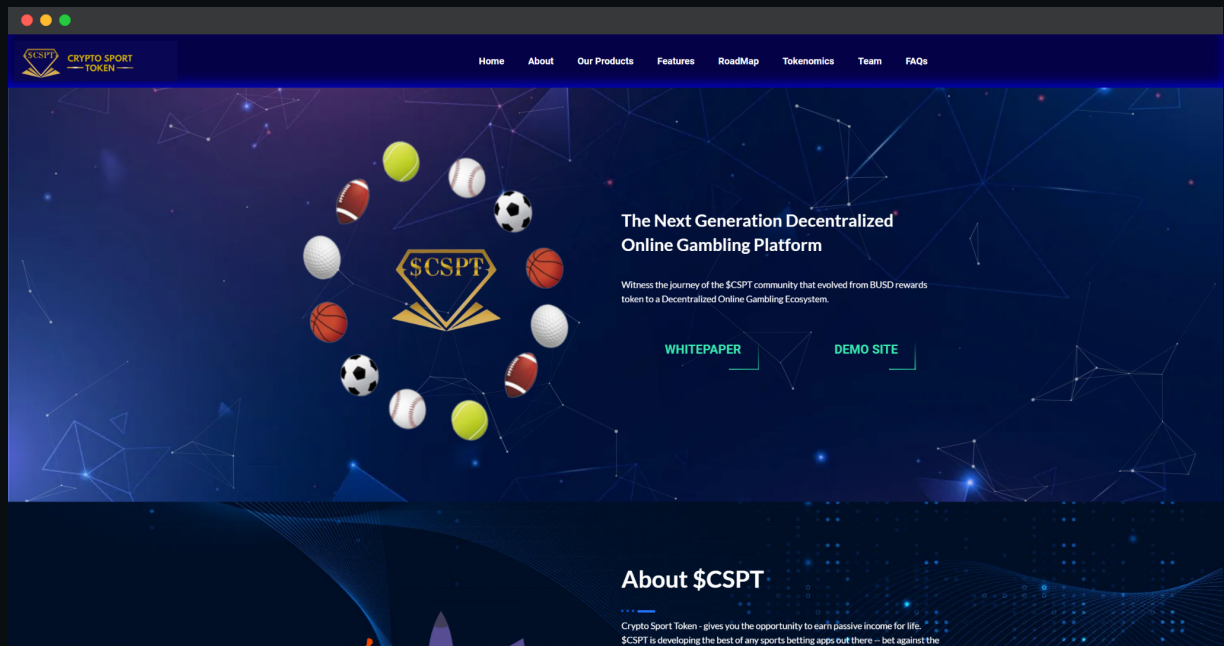 $CSPT
CRYPTO SPORT
TOKEN
Home About Our Products Features RoadMap Tokenomics Team FAQs
$CSPT
The Next Generation Decentralized
Online Gambling Platform
Witness the journey of the $CSPT community that evolved from BUSD rewards
token to a Decentralized Online Gambling Ecosystem.
WHITEPAPER DEMO SITE
About $CSPT
Crypto Sport Token - gives you the opportunity to earn passive income for life.
$CSPT is developing the best of any sports betting apps out there -- bet against the